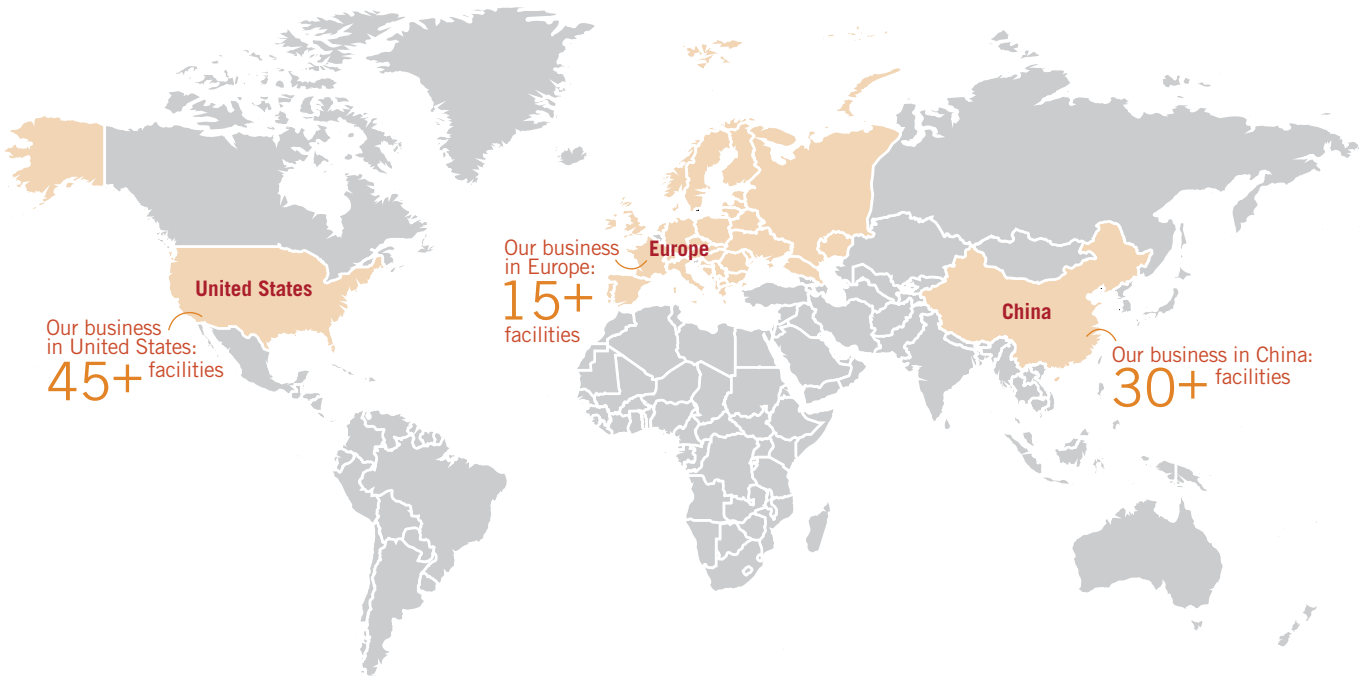 United States
Our business
in United States:
45+ facilities
Our business
in Europe:
15+
facilities
Europe
China
Our business in China:
30+ facilities